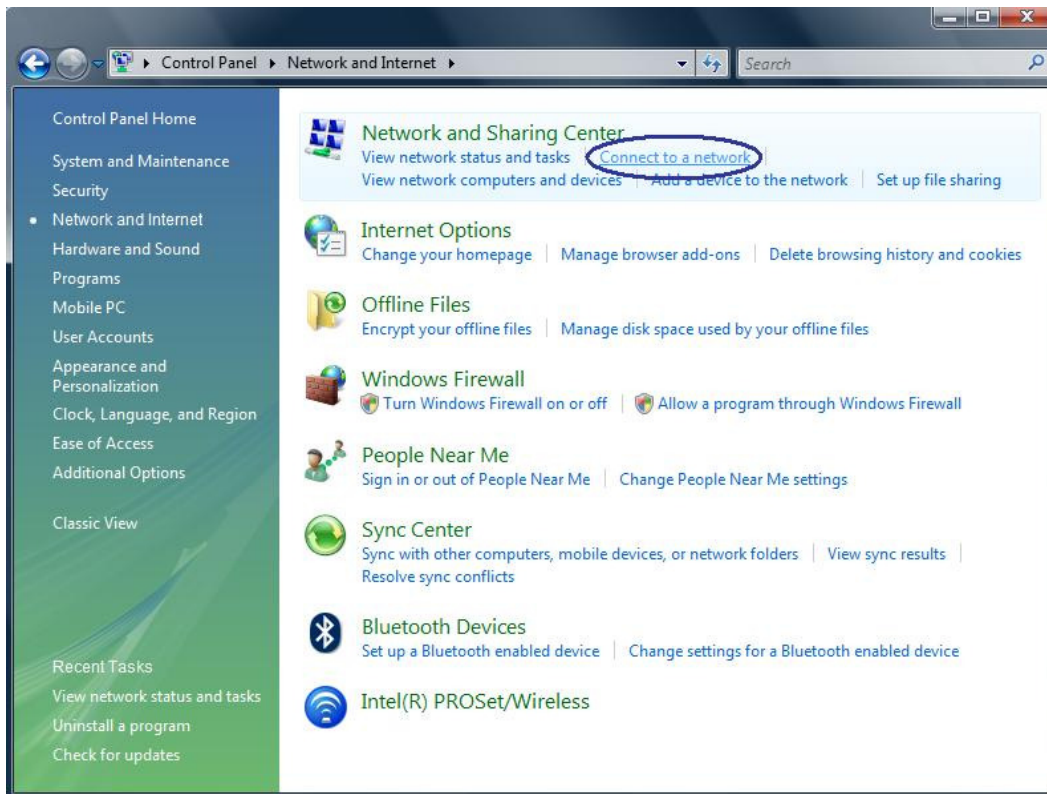 Control Panel ▸ Network and Internet ▸
Search
Control Panel Home
System and Maintenance
Security
• Network and Internet
Hardware and Sound
Programs
Mobile PC
User Accounts
Appearance and
Personalization
Clock, Language, and Region
Ease of Access
Additional Options
Classic View
Recent Tasks
View network status and tasks
Uninstall a program
Check for updates
Network and Sharing Center
View network status and tasks | Connect to a network |
View network computers and devices | Add a device to the network | Set up file sharing
Internet Options
Change your homepage | Manage browser add-ons | Delete browsing history and cookies
Offline Files
Encrypt your offline files | Manage disk space used by your offline files
Windows Firewall
Turn Windows Firewall on or off | Allow a program through Windows Firewall
People Near Me
Sign in or out of People Near Me | Change People Near Me settings
Sync Center
Sync with other computers, mobile devices, or network folders | View sync results |
Resolve sync conflicts
Bluetooth Devices
Set up a Bluetooth enabled device | Change settings for a Bluetooth enabled device
Intel(R) PROSet/Wireless